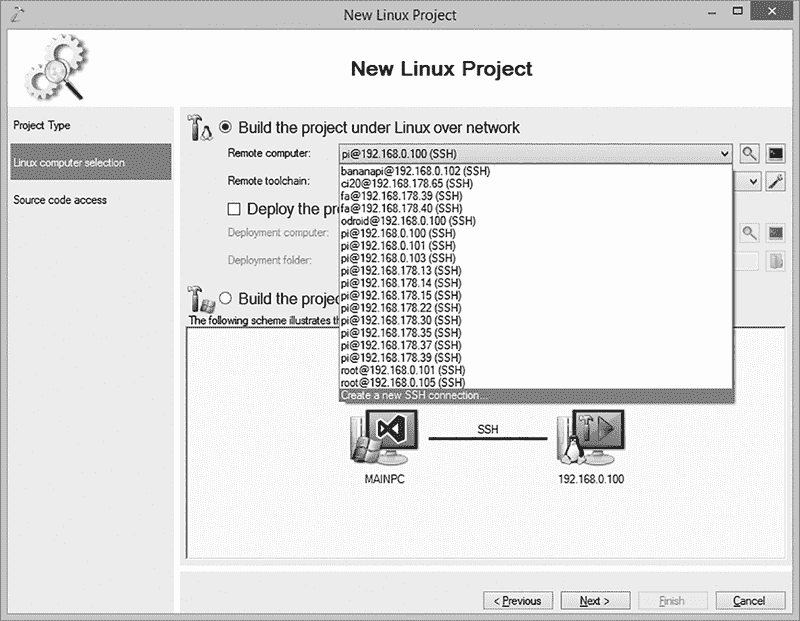 New Linux Project
New Linux Project
Project Type
Linux computer selection
Source code access
Build the project under Linux over network
Remote computer:
pi@192.168.0.100 (SSH)
Remote toolchain:
bananapi@192.168.0.102 (SSH)
ci20@192.168.178.65 (SSH)
fa@192.168.178.39 (SSH)
fa@192.168.178.40 (SSH)
odroid@192.168.0.100 (SSH)
pi@192.168.0.100 (SSH)
pi@192.168.0.101 (SSH)
pi@192.168.0.103 (SSH)
pi@192.168.178.13 (SSH)
pi@192.168.178.14 (SSH)
pi@192.168.178.15 (SSH)
pi@192.168.178.22 (SSH)
pi@192.168.178.30 (SSH)
pi@192.168.178.35 (SSH)
pi@192.168.178.37 (SSH)
pi@192.168.178.39 (SSH)
root@192.168.0.101 (SSH)
root@192.168.0.105 (SSH)
Create a new SSH connection...
Deploy the pr
Deployment computer:
Deployment folder:
Build the projec
The following scheme illustrates th
SSH
MAINPC
192.168.0.100
< Previous
Next >
Finish
Cancel